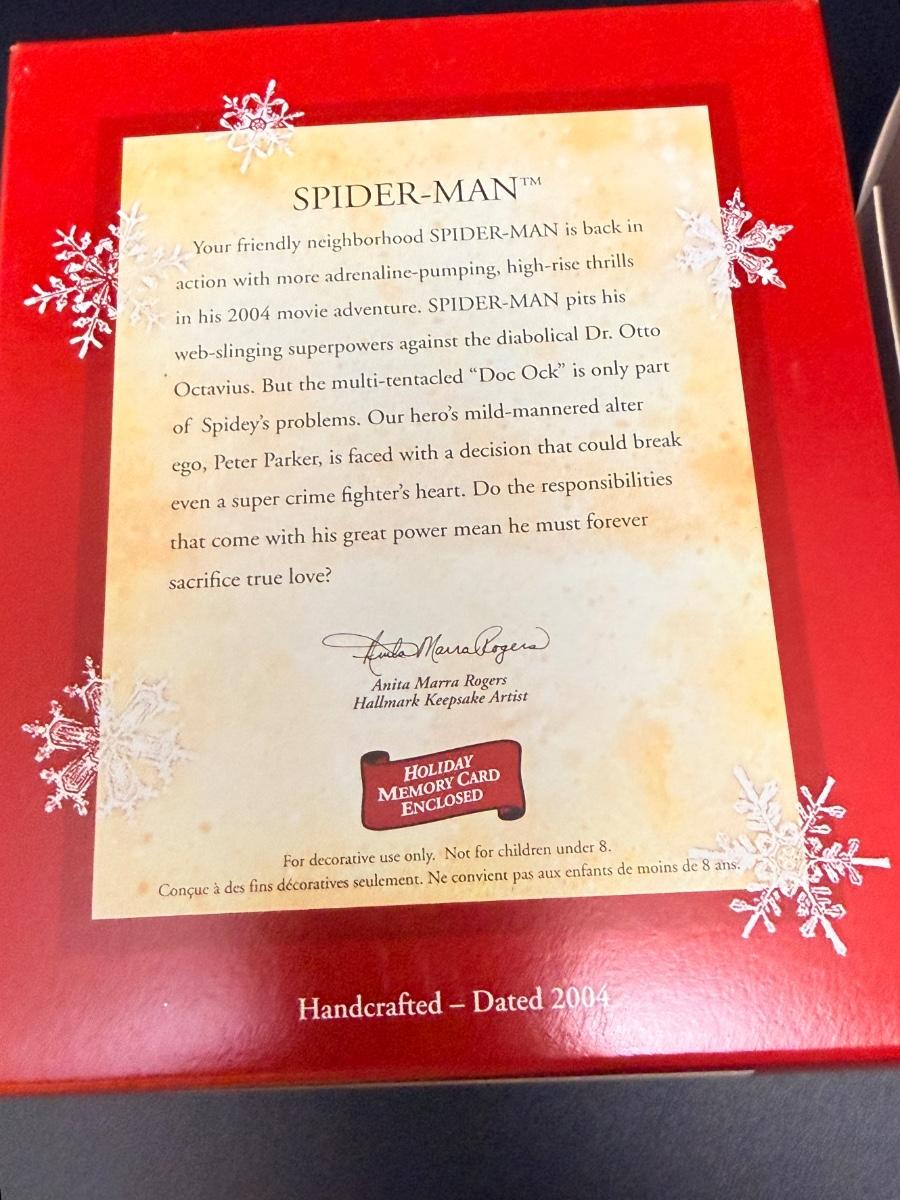 SPIDER-MAN™
Your friendly neighborhood SPIDER-MAN is back in
action with more adrenaline-pumping, high-rise thrills
in his 2004 movie adventure. SPIDER-MAN pits his
web-slinging superpowers against the diabolical Dr. Otto
Octavius. But the multi-tentacled “Doc Ock” is only part
of Spidey’s problems. Our hero’s mild-mannered alter
ego, Peter Parker, is faced with a decision that could break
even a super crime fighter’s heart. Do the responsibilities
that come with his great power mean he must forever
sacrifice true love?
Anita Marra Rogers
Anita Marra Rogers
Hallmark Keepsake Artist
HOLIDAY
MEMORY CARD
ENCLOSED
For decorative use only. Not for children under 8.
Conçue à des fins décoratives seulement. Ne convient pas aux enfants de moins de 8 ans.
Handcrafted – Dated 2004